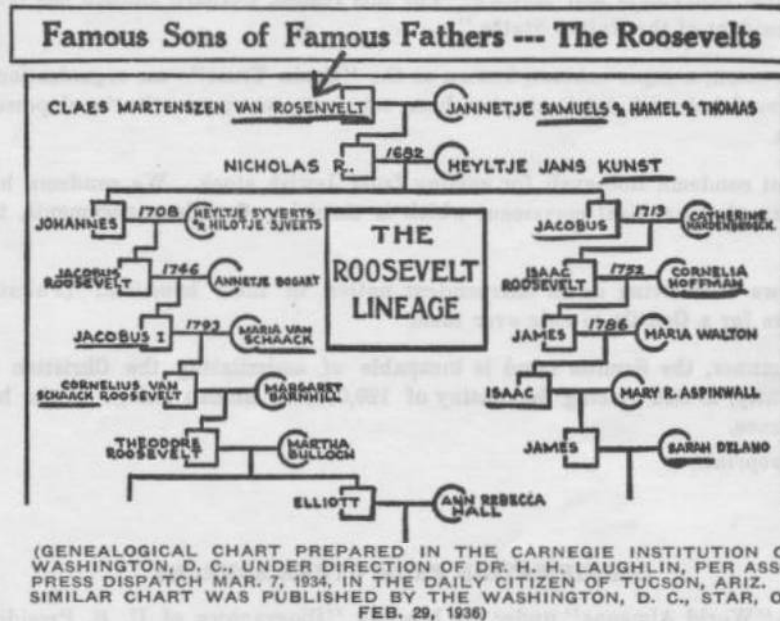 Famous Sons of Famous Fathers --- The Roosevelts
CLAES MARTENSZEN VAN ROSENVELT
JANNETJE SAMUELS & HAMEL & THOMAS
NICHOLAS R. 1682 HEYLTJE JANS KUNST
JOHANNES 1708 HEYLTJE SYVERTS
& HILOTJE SJVERTS
JACOBUS
ROOSEVELT 1746 ANNETJE BOGART
JACOBUS I 1793 MARIA VAN
SCHAACK
CORNELIUS VAN
SCHAACK ROOSEVELT MARGARET
BARNHILL
THEODORE
ROOSEVELT MARTHA
BULLOCH
ELLIOTT ANN REBECCA
HALL
THE
ROOSEVELT
LINEAGE
JACOBUS 1713 CATHERINE
HARDENBROECK
ISAAC
ROOSEVELT 1752 CORNELIA
HOFFMAN
JAMES 1786 MARIA WALTON
ISAAC MARY R. ASPINWALL
JAMES SARAH DELANO
(GENEALOGICAL CHART PREPARED IN THE CARNEGIE INSTITUTION O
WASHINGTON, D. C., UNDER DIRECTION OF DR. H. H. LAUGHLIN, PER ASS
PRESS DISPATCH MAR. 7, 1934, IN THE DAILY CITIZEN OF TUCSON, ARIZ.
SIMILAR CHART WAS PUBLISHED BY THE WASHINGTON, D. C., STAR, O
FEB. 29, 1936)